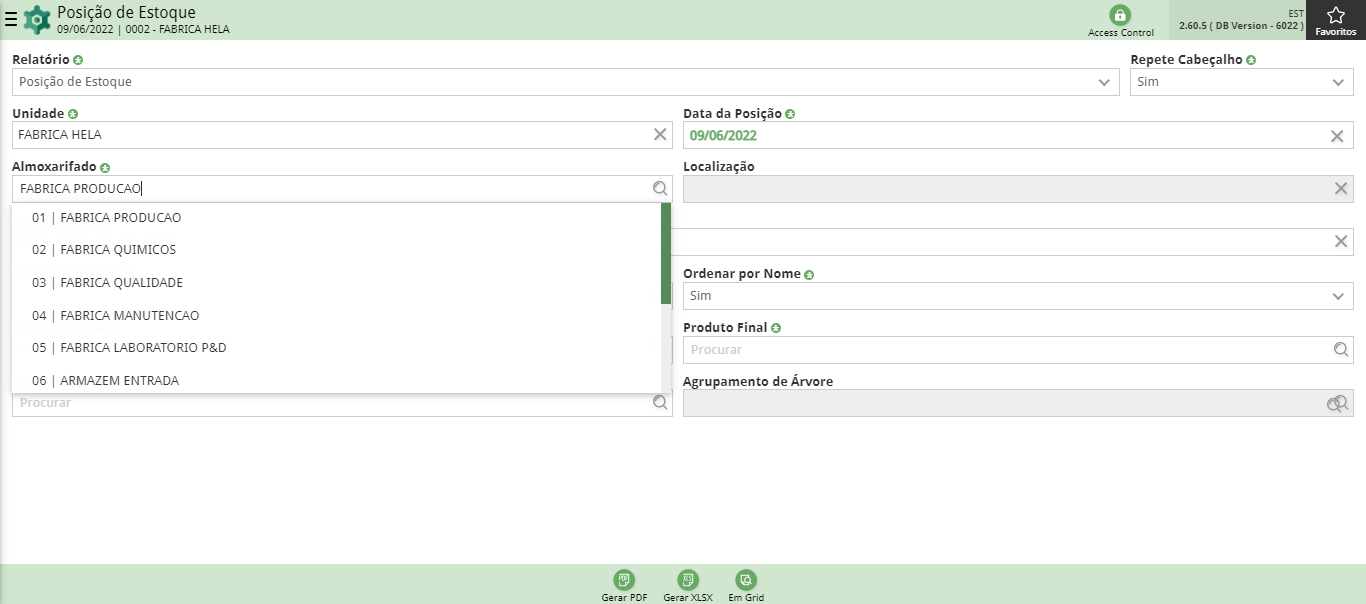 Posição de Estoque
09/06/2022 | 0002 - FABRICA HELA
Access Control
EST
2.60.5 ( DB Version - 6022 )
Favoritos
Relatório
Repete Cabeçalho
Posição de Estoque
Sim
Unidade
Data da Posição
FABRICA HELA
09/06/2022
Almoxarifado
Localização
FABRICA PRODUCAO
01 | FABRICA PRODUCAO
02 | FABRICA QUIMICOS
03 | FABRICA QUALIDADE
Ordenar por Nome
Sim
04 | FABRICA MANUTENCAO
Produto Final
05 | FABRICA LABORATORIO P&D
Procurar
06 | ARMAZEM ENTRADA
Agrupamento de Árvore
Procurar
Gerar PDF
Gerar XLSX
Em Grid